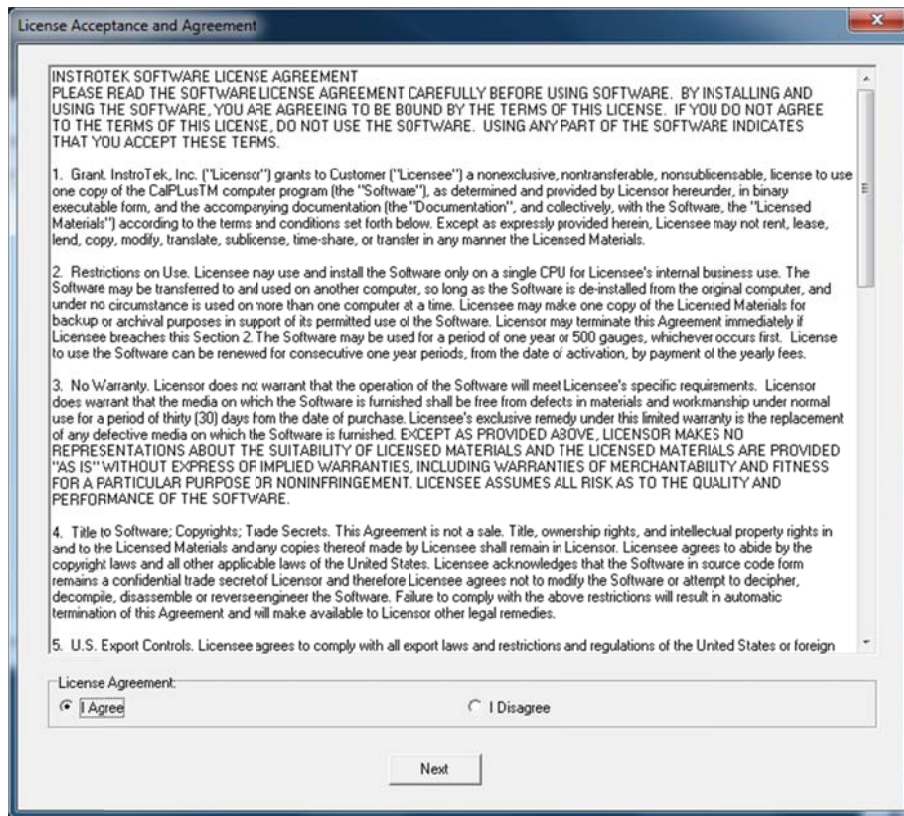 License Acceptance and Agreement
INSTROTEK SOFTWARE LICENSE AGREEMENT
PLEASE READ THE SOFTWARE LICENSE AGREEMENT CAREFULLY BEFORE USING SOFTWARE. BY INSTALLING AND
USING THE SOFTWARE, YOU ARE AGREEING TO BE BOUND BY THE TERMS OF THIS LICENSE. IF YOU DO NOT AGREE
TO THE TERMS OF THIS LICENSE, DO NOT USE THE SOFTWARE. USING ANY PART OF THE SOFTWARE INDICATES
THAT YOU ACCEPT THESE TERMS.
1. Grant. InstroTek, Inc. ("Licensor") grants to Customer ("Licensee") a nonexclusive, nontransferable, nonsublicensable, license to use
one copy of the CalPLusTM computer program (the "Software"), as determined and provided by Licensor hereunder, in binary
executable form, and the accompanying documentation (the "Documentation", and collectively, with the Software, the "Licensed
Materials") according to the terms and conditions set forth below. Except as expressly provided herein, Licensee may not rent, lease,
lend, copy, modify, translate, sublicense, time-share, or transfer in any manner the Licensed Materials.
2. Restrictions on Use. Licensee may use and install the Software only on a single CPU for Licensee's internal business use. The
Software may be transferred to and used on another computer, so long as the Software is de-installed from the orginal computer, and
under no circumstance is used on more than one computer at a time. Licensee may make one copy of the Licensed Materials for
backup or archival purposes in support of its permitted use of the Software. Licensor may terminate this Agreement immediately if
Licensee breaches this Section 2. The Software may be used for a period of one year or 500 gauges, whichever occurs first. License
to use the Software can be renewed for consecutive one year periods, from the date of activation, by payment of the yearly fees.
3. No Warranty. Licensor does not warrant that the operation of the Software will meet Licensee's specific requirements. Licensor
does warrant that the media on which the Software is furnished shall be free from defects in materials and workmanship under normal
use for a period of thirty (30) days from the date of purchase. Licensee's exclusive remedy under this limited warranty is the replacement
of any defective media on which the Software is furnished. EXCEPT AS PROVIDED ABOVE, LICENSOR MAKES NO
REPRESENTATIONS ABOUT THE SUITABILITY OF LICENSED MATERIALS AND THE LICENSED MATERIALS ARE PROVIDED
"AS IS" WITHOUT EXPRESS OF IMPLIED WARRANTIES, INCLUDING WARRANTIES OF MERCHANTABILITY AND FITNESS
FOR A PARTICULAR PURPOSE OR NONINFRINGEMENT. LICENSEE ASSUMES ALL RISK AS TO THE QUALITY AND
PERFORMANCE OF THE SOFTWARE.
4. Title to Software; Copyrights; Trade Secrets. This Agreement is not a sale. Title, ownership rights, and intellectual property rights in
and to the Licensed Materials and any copies thereof made by Licensee shall remain in Licensor. Licensee agrees to abide by the
copyright laws and all other applicable laws of the United States. Licensee acknowledges that the Software in source code form
remains a confidential trade secret of Licensor and therefore Licensee agrees not to modify the Software or attempt to decipher,
decompile, disassemble or reverse engineer the Software. Failure to comply with the above restrictions will result in automatic
termination of this Agreement and will make available to Licensor other legal remedies.
5. U.S. Export Controls. Licensee agrees to comply with all export laws and restrictions and regulations of the United States or foreign
License Agreement:
I Agree
I Disagree
Next